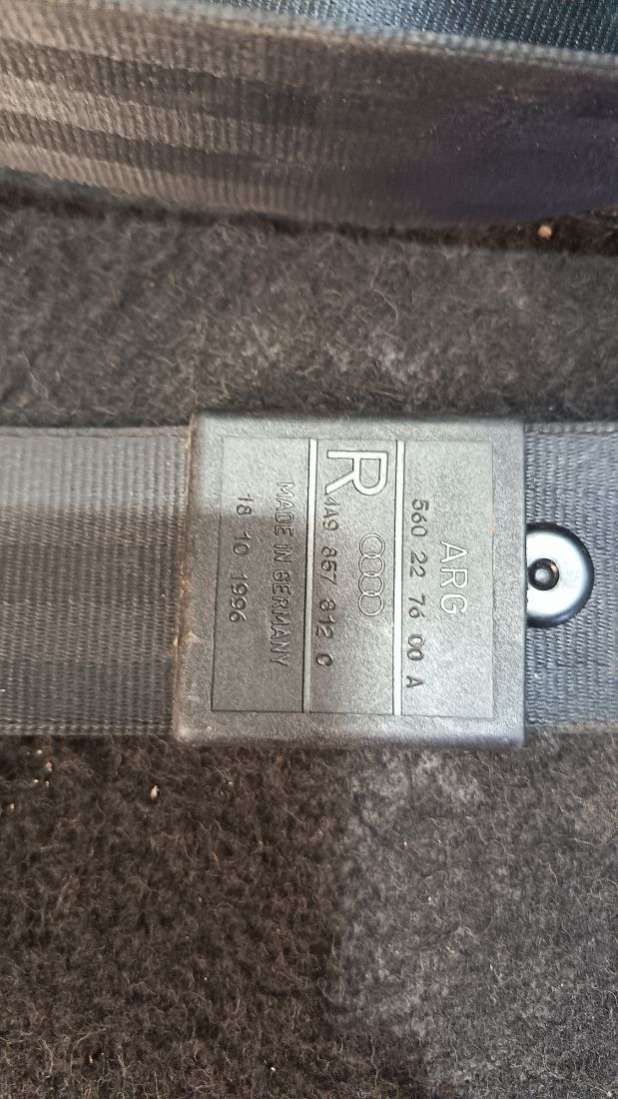 ARG
560 22 76 00 A
R
4A9 857 812 C
MADE IN GERMANY
18 10 1996